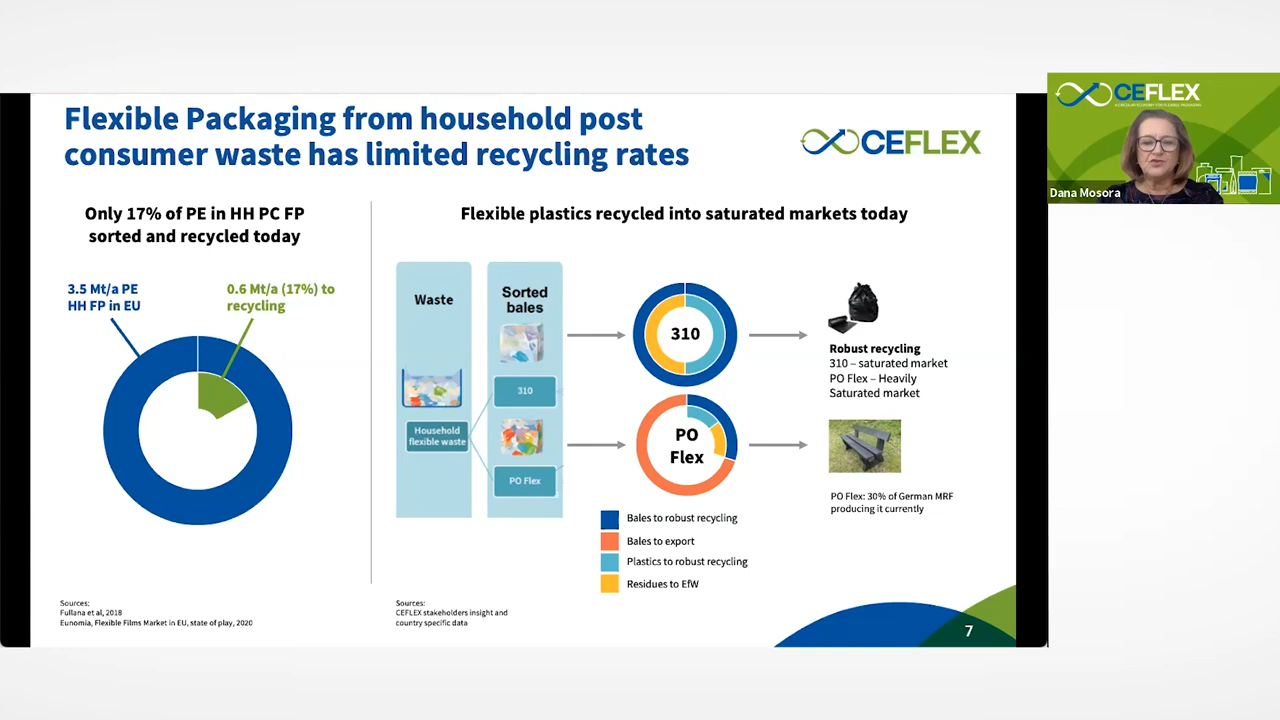 Flexible Packaging from household post
consumer waste has limited recycling rates
CEFLEX
CEFLEX
A CIRCULAR ECONOMY FOR FLEXIBLE PACKAGING
Dana Mosora
Only 17% of PE in HH PC FP
sorted and recycled today
3.5 Mt/a PE
HH FP in EU
0.6 Mt/a (17%) to
recycling
Sources:
Fullana et al, 2018
Eunomia, Flexible Films Market in EU, state of play, 2020
Flexible plastics recycled into saturated markets today
Waste
Household
flexible waste
Sorted
bales
310
PO Flex
310
PO
Flex
Robust recycling
310 – saturated market
PO Flex – Heavily
Saturated market
PO Flex: 30% of German MRF
producing it currently
Bales to robust recycling
Bales to export
Plastics to robust recycling
Residues to EfW
Sources:
CEFLEX stakeholders insight and
country specific data
7